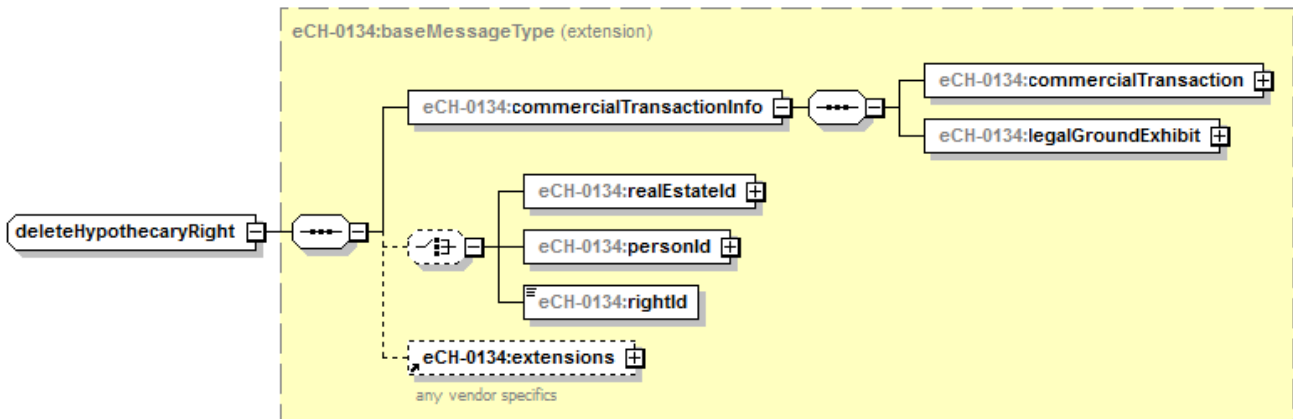 eCH-0134:baseMessageType (extension)
eCH-0134:commercialTransaction
eCH-0134:commercialTransactionInfo
eCH-0134:legalGroundExhibit
eCH-0134:realEstateId
deleteHypothecaryRight
eCH-0134:personId
eCH-0134:rightId
eCH-0134:extensions
any vendor specifics